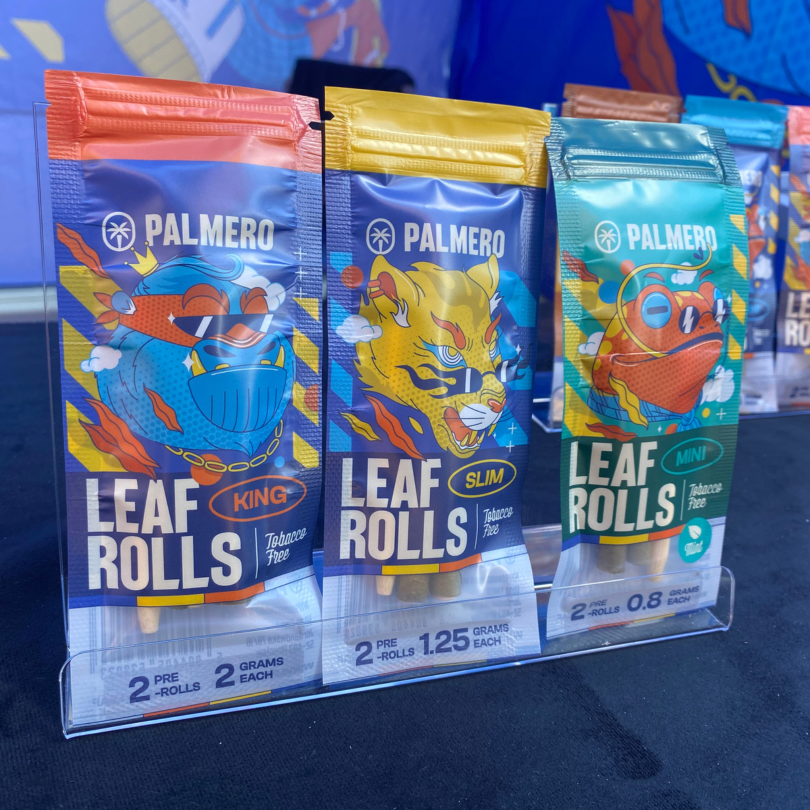 PALMERO
LEAF
KING
ROLLS
Tobacco
Free
2 PRE
-ROLLS
2 GRAMS
EACH
PALMERO
LEAF
SLIM
ROLLS
Tobacco
Free
2 PRE
-ROLLS
1.25 GRAMS
EACH
PALMERO
LEAF
MINI
ROLLS
Tobacco
Free
Mint
2 PRE
-ROLLS
0.8 GRAMS
EACH